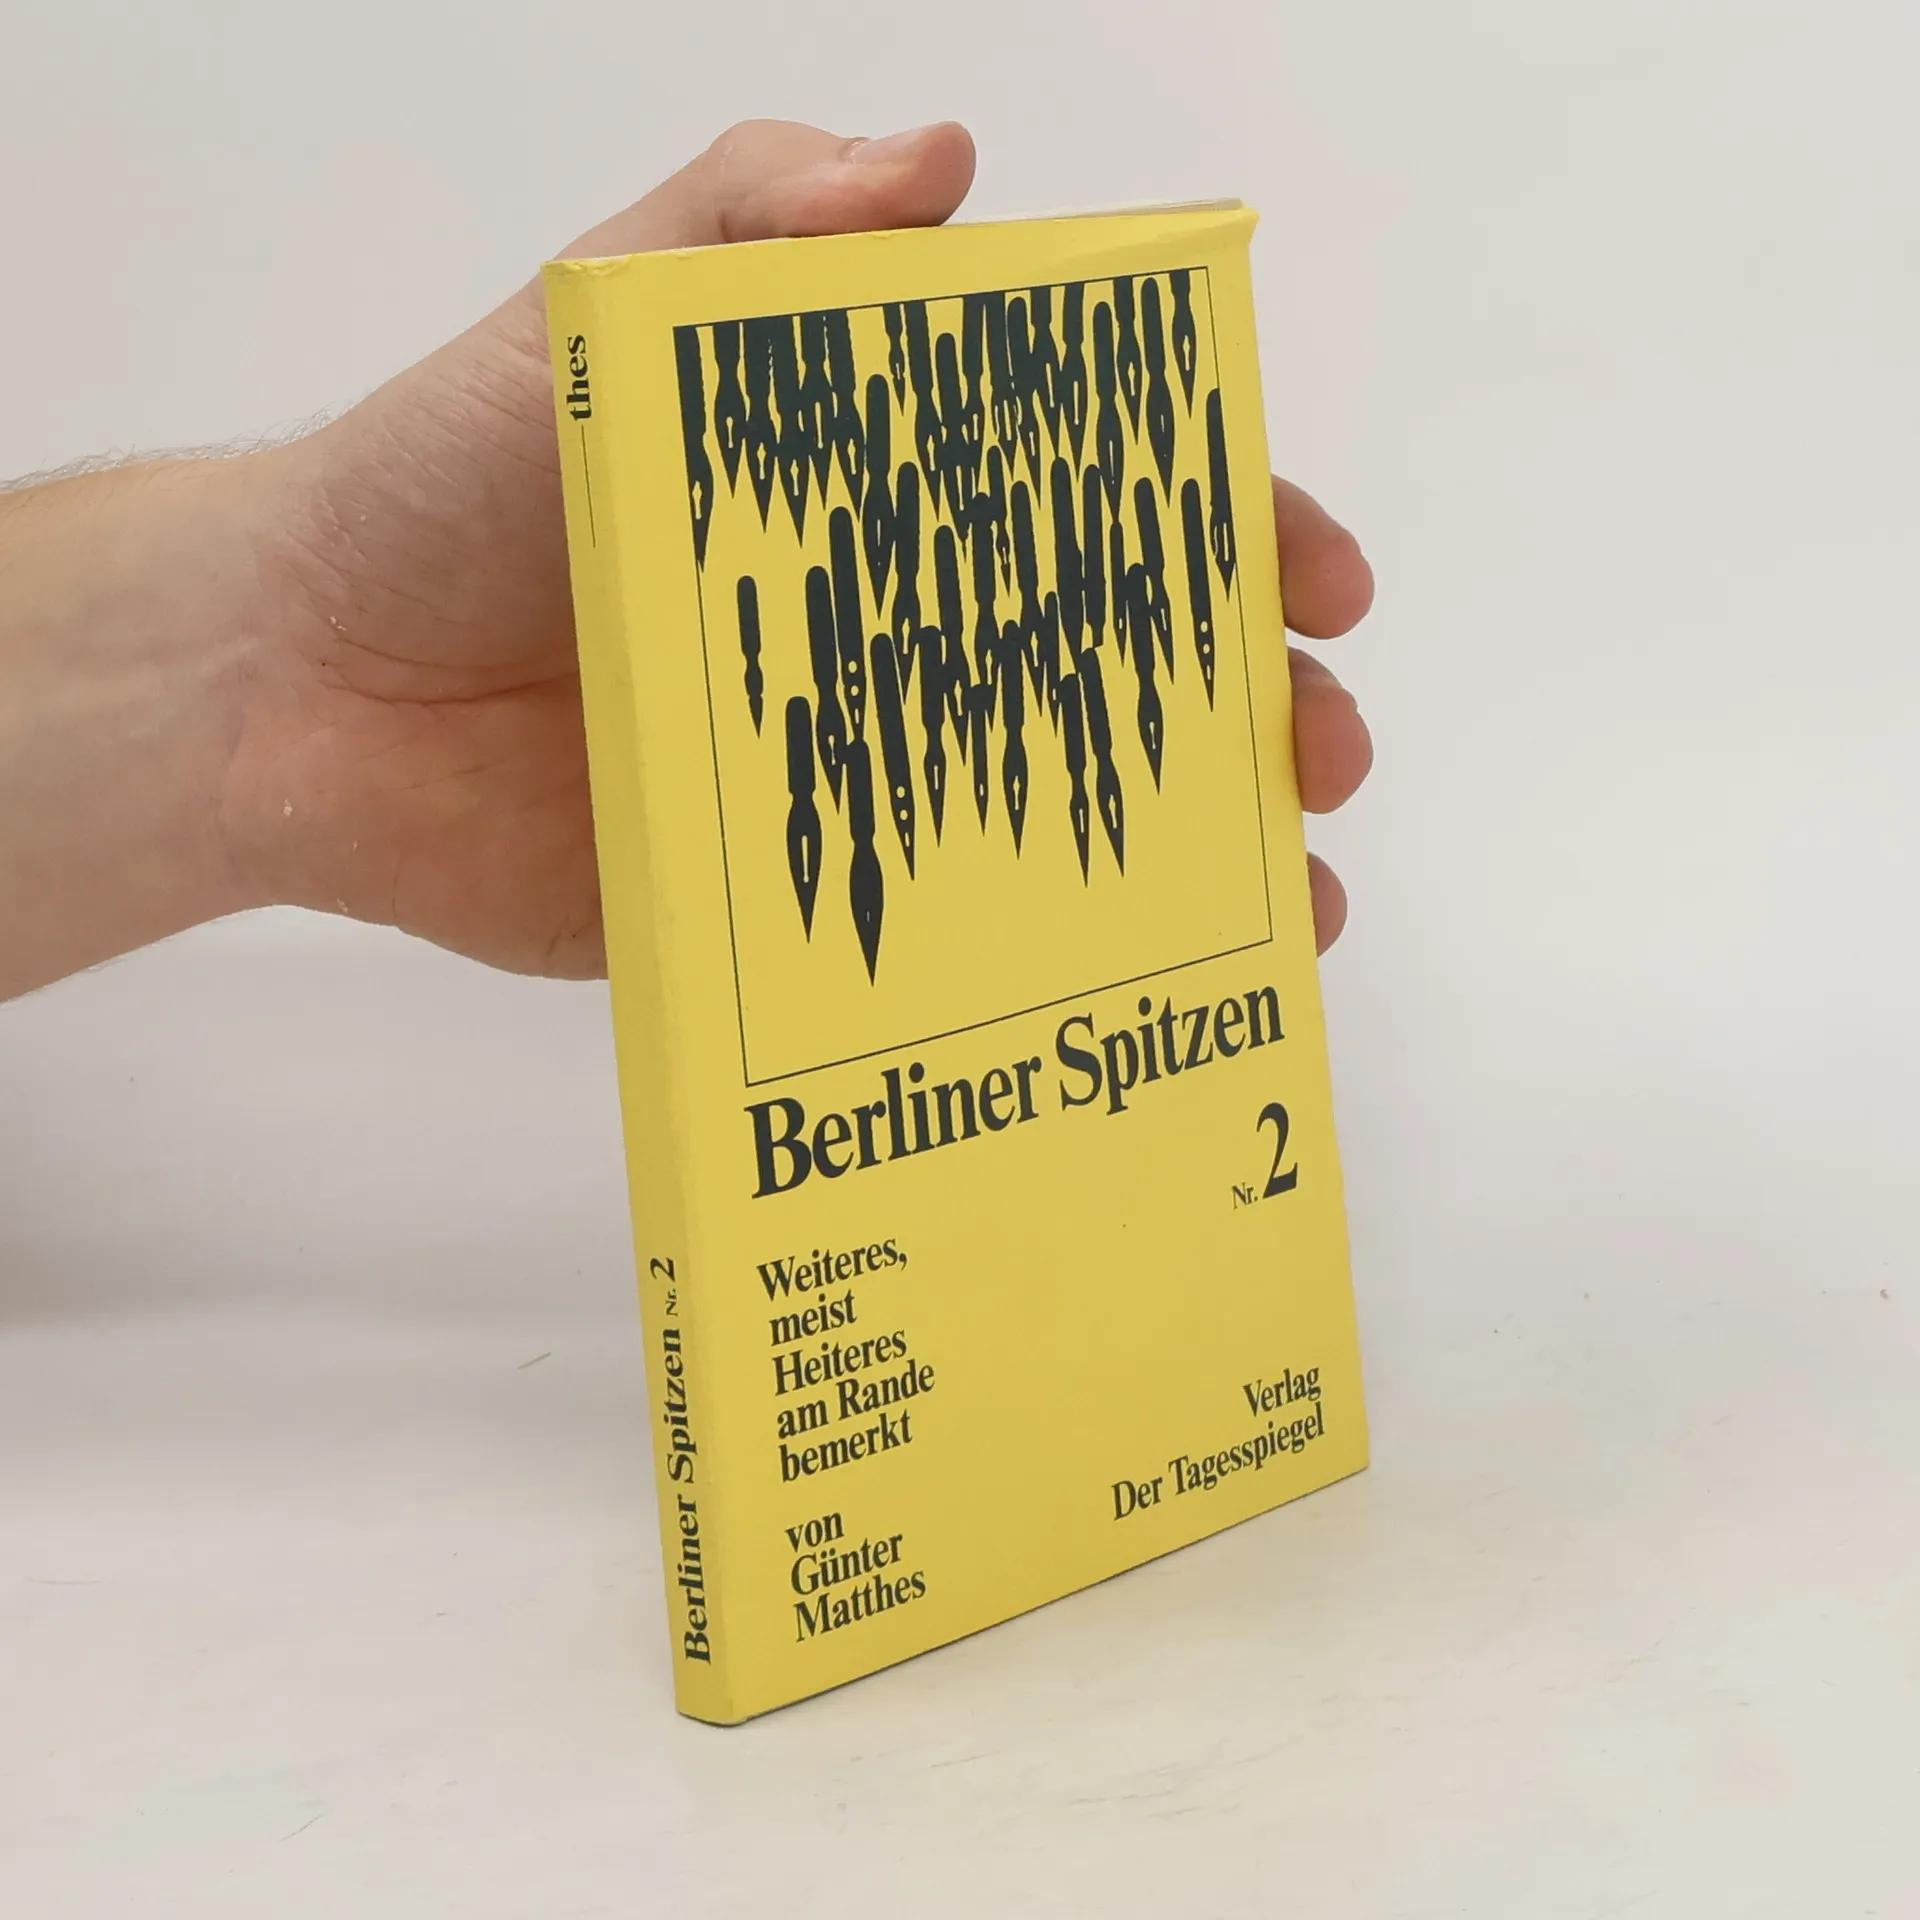 —thes
Berliner Spitzen Nr. 2
Berliner Spitzen
Nr. 2
Weiteres,
meist
Heiteres
am Rande
bemerkt
von
Günter
Matthes
Verlag
Der Tagesspiegel